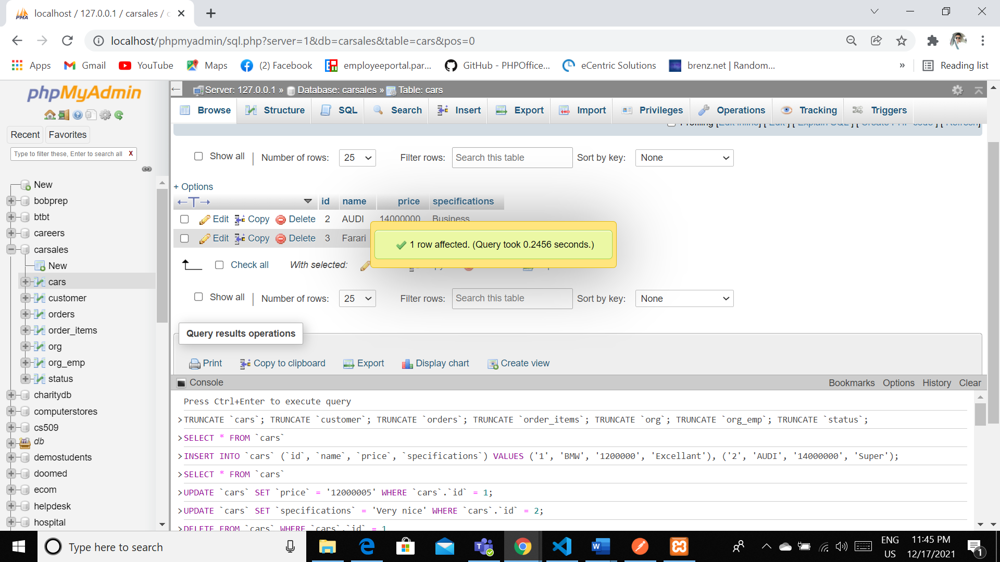 localhost / 127.0.0.1 / carsales / c
localhost/phpmyadmin/sql.php?server=1&db=carsales&table=cars&pos=0
Apps Gmail YouTube Maps (2) Facebook employeeportal.par... GitHub - PHPOffice... eCentric Solutions brenz.net | Random... » Reading list
phpMyAdmin
Recent Favorites
Type to filter these, Enter to search all X
New
bobprep
btbt
careers
carsales
New
cars
customer
orders
order_items
org
org_emp
status
charitydb
computerstores
cs509
db
demostudents
doomed
ecom
helpdesk
hospital
Server: 127.0.0.1 » Database: carsales » Table: cars
Browse Structure SQL Search Insert Export Import Privileges Operations Tracking Triggers
Profiling [Edit inline] [ Edit ] [ Explain SQL ] [ Create PHP code ] [ Refresh]
Show all Number of rows: 25 Filter rows: Search this table Sort by key: None
+ Options
id name price specifications
Edit Copy Delete 2 AUDI 14000000 Business
Edit Copy Delete 3 Farari
1 row affected. (Query took 0.2456 seconds.)
Check all With selected:
Show all Number of rows: 25 Filter rows: Search this table Sort by key: None
Query results operations
Print Copy to clipboard Export Display chart Create view
Console Bookmarks Options History Clear
Press Ctrl+Enter to execute query
>TRUNCATE `cars`; TRUNCATE `customer`; TRUNCATE `orders`; TRUNCATE `order_items`; TRUNCATE `org`; TRUNCATE `org_emp`; TRUNCATE `status`;
>SELECT * FROM `cars`
>INSERT INTO `cars` (`id`, `name`, `price`, `specifications`) VALUES ('1', 'BMW', '1200000', 'Excellant'), ('2', 'AUDI', '14000000', 'Super');
>SELECT * FROM `cars`
>UPDATE `cars` SET `price` = '12000005' WHERE `cars`.`id` = 1;
>UPDATE `cars` SET `specifications` = 'Very nice' WHERE `cars`.`id` = 2;
>DELETE FROM `cars` WHERE `cars`.`id` = 1
Type here to search
ENG
US
11:45 PM
12/17/2021
1